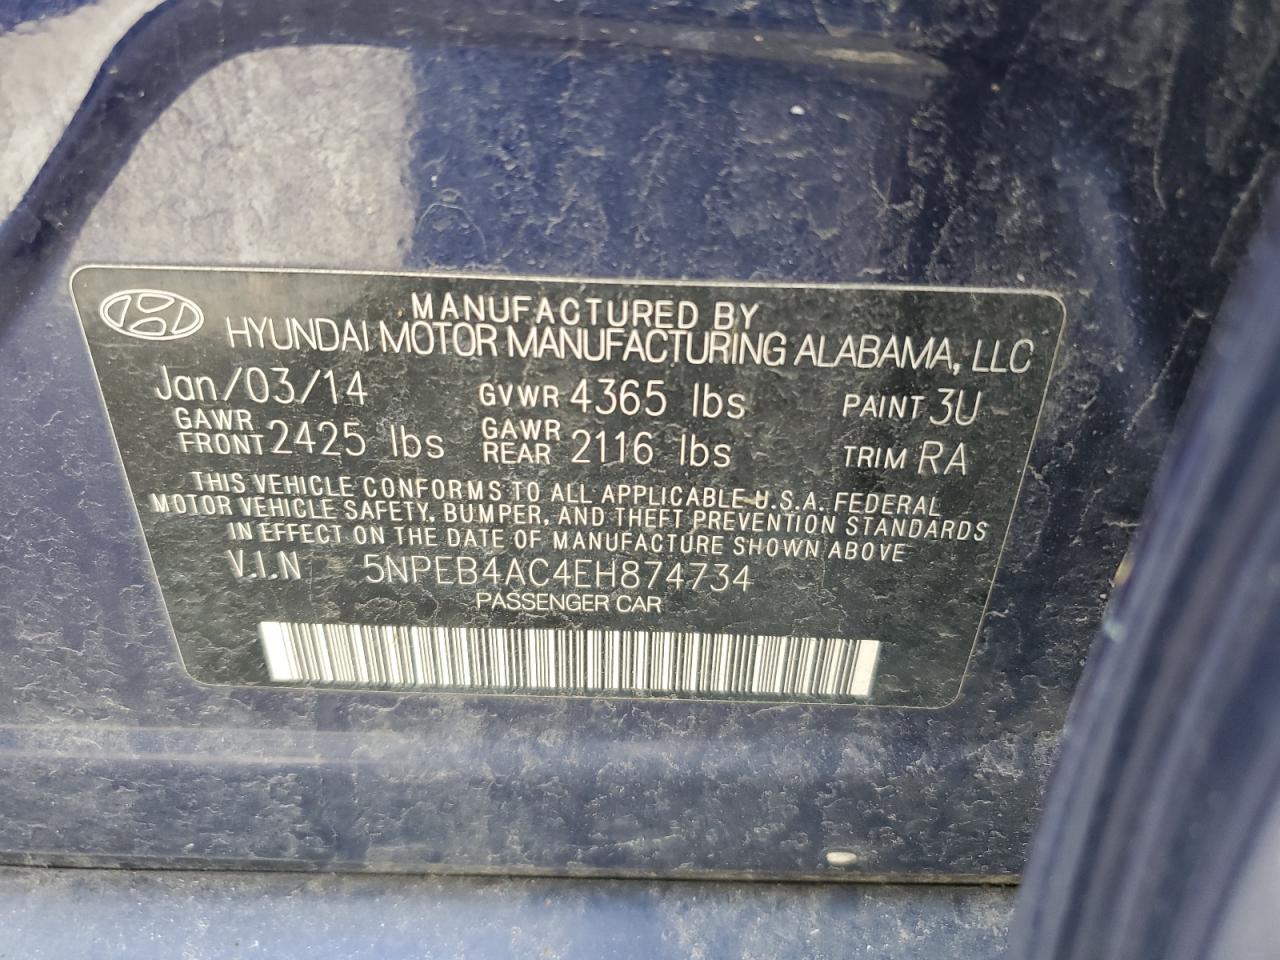 MANUFACTURED BY
HYUNDAI MOTOR MANUFACTURING ALABAMA, LLC
Jan/03/14 GVWR 4365 lbs PAINT 3U
GAWR FRONT 2425 lbs GAWR REAR 2116 lbs TRIM RA
THIS VEHICLE CONFORMS TO ALL APPLICABLE U.S.A. FEDERAL
MOTOR VEHICLE SAFETY, BUMPER, AND THEFT PREVENTION STANDARDS
IN EFFECT ON THE DATE OF MANUFACTURE SHOWN ABOVE
V.I.N 5NPEB4AC4EH874734
PASSENGER CAR